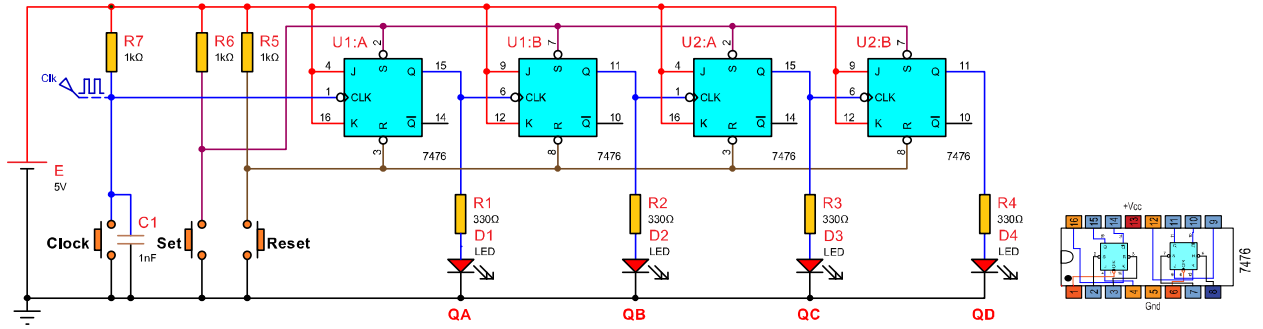 R7
1kΩ
R6
1kΩ
R5
1kΩ
U1:A
U1:B
U2:A
U2:B
2
7
2
7
S
S
S
S
4
J
Q
15
9
J
Q
11
4
J
Q
15
9
J
Q
11
Clk
1
CLK
6
CLK
1
CLK
6
CLK
16
K
R
Q
14
12
K
R
Q
10
16
K
R
Q
14
12
K
R
Q
10
3
7476
8
7476
3
7476
8
7476
E
5V
R1
330Ω
D1
LED
R2
330Ω
D2
LED
R3
330Ω
D3
LED
R4
330Ω
D4
LED
Clock
C1
1nF
Set
Reset
QA
QB
QC
QD
+Vcc
16
15
14
13
12
11
10
9
7476
1
2
3
4
5
6
7
8
Gnd